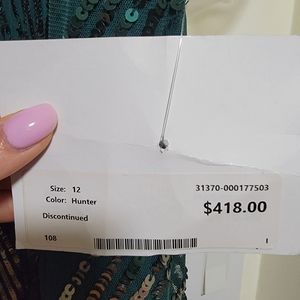 Size: 12
31370-000177503
Color: Hunter
$418.00
Discontinued
108
I